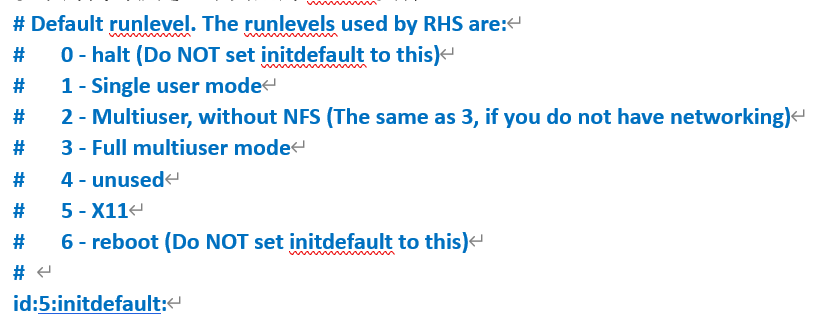 # Default runlevel. The runlevels used by RHS are:
#   0 - halt (Do NOT set initdefault to this)
#   1 - Single user mode
#   2 - Multiuser, without NFS (The same as 3, if you do not have networking)
#   3 - Full multiuser mode
#   4 - unused
#   5 - X11
#   6 - reboot (Do NOT set initdefault to this)
#
id:5:initdefault: